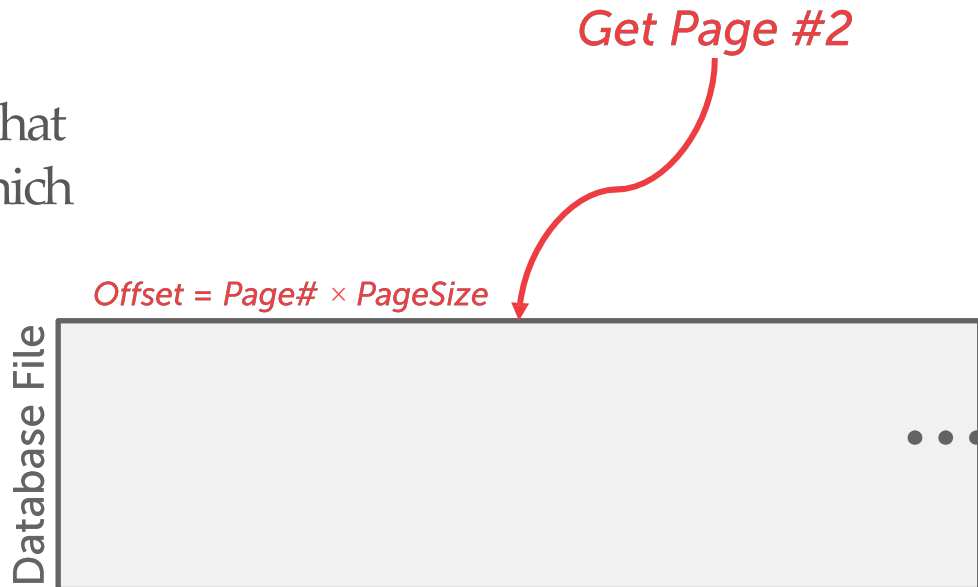 Get Page #2
Offset = Page# × PageSize
Database File